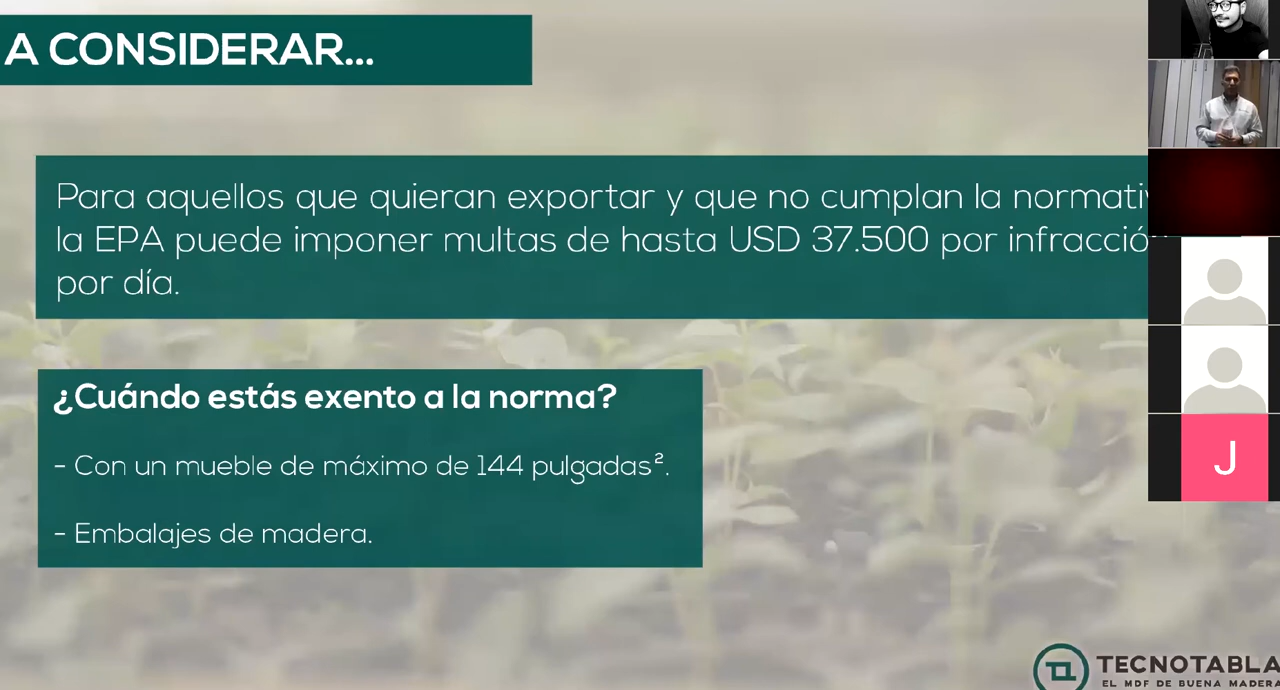 A CONSIDERAR...
Para aquellos que quieran exportar y que no cumplan la
la EPA puede imponer multas de hasta USD 37.500 por
por día.
¿Cuándo estás exento a la norma?
- Con un mueble de máximo de 144 pulgadas².
- Embalajes de madera.
J
TECNOTABLA
EL MDF DE BUENA MADERA